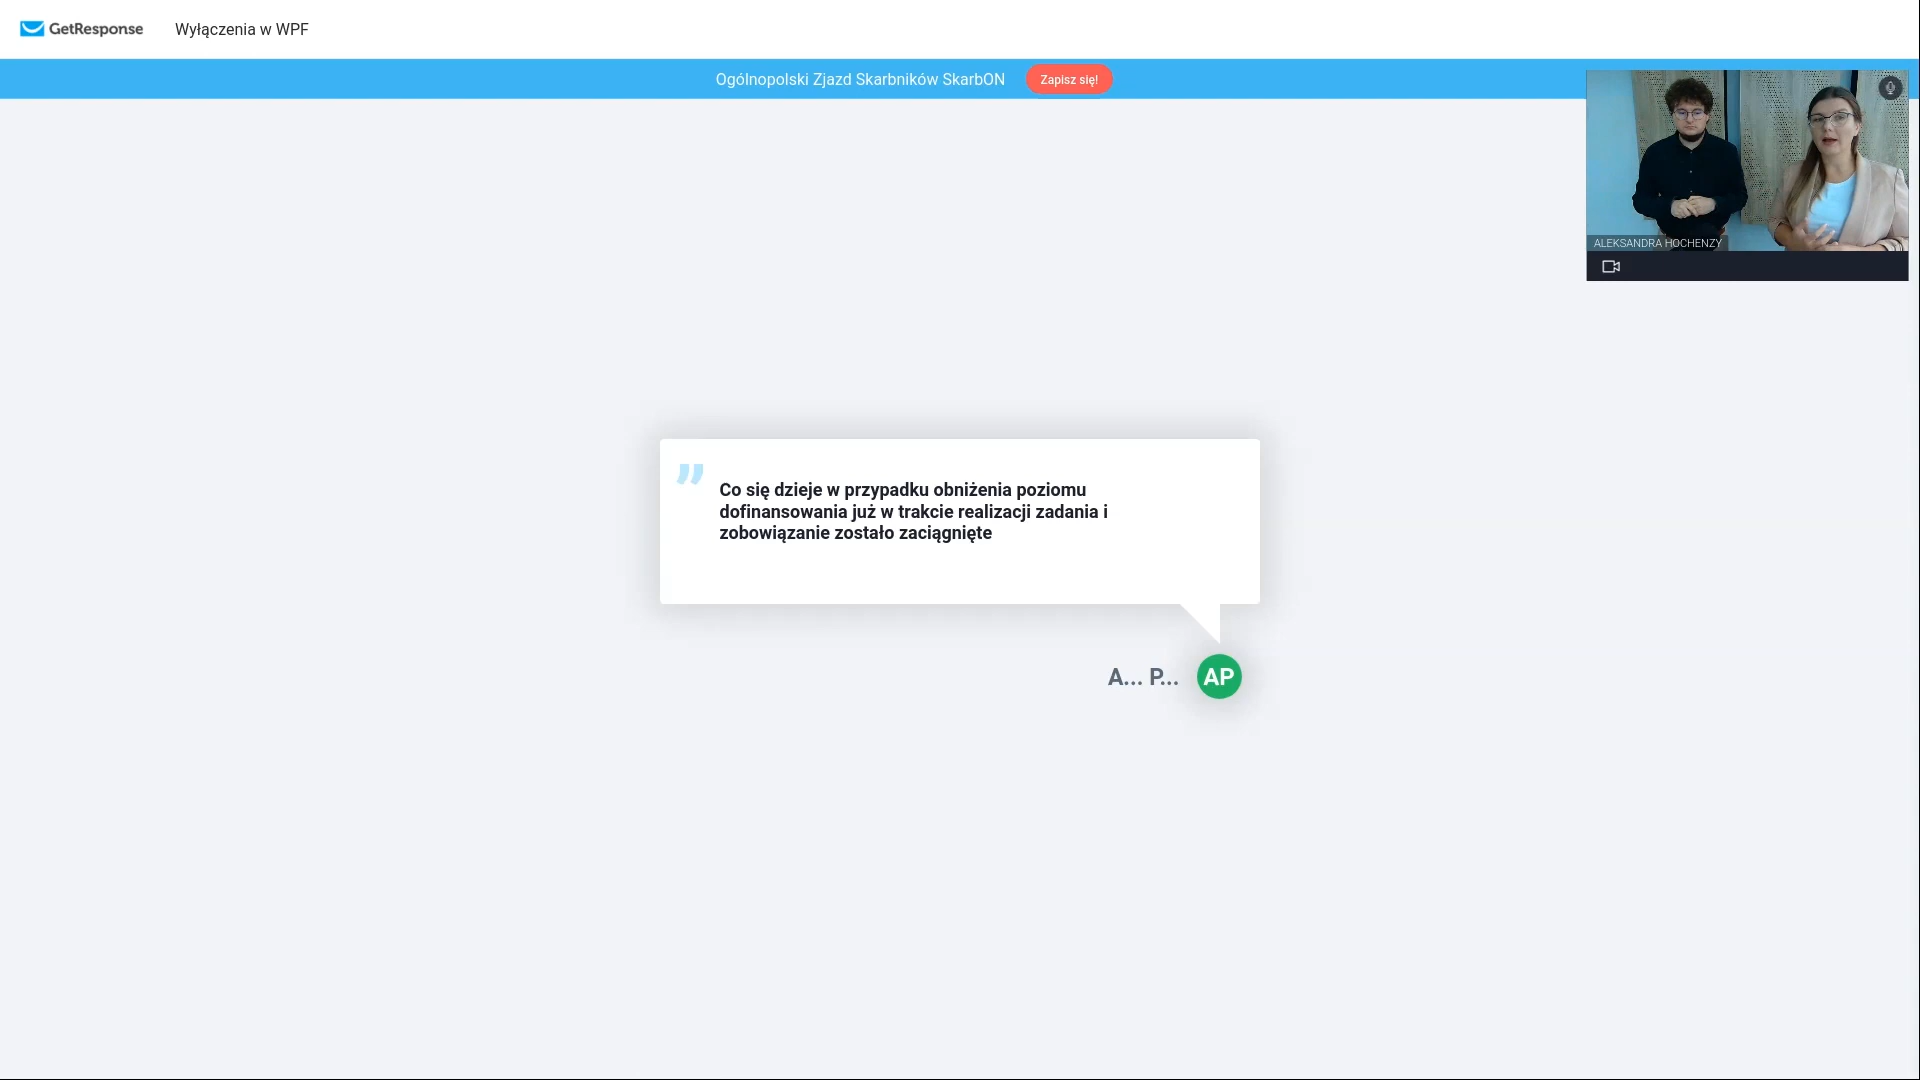 GetResponse
Wyłączenia w WPF
Ogólnopolski Zjazd Skarbników SkarbON
Zapisz się!
ALEKSANDRA HOCHENZY
Co się dzieje w przypadku obniżenia poziomu
dofinansowania już w trakcie realizacji zadania i
zobowiązanie zostało zaciągnięte
A... P...
AP